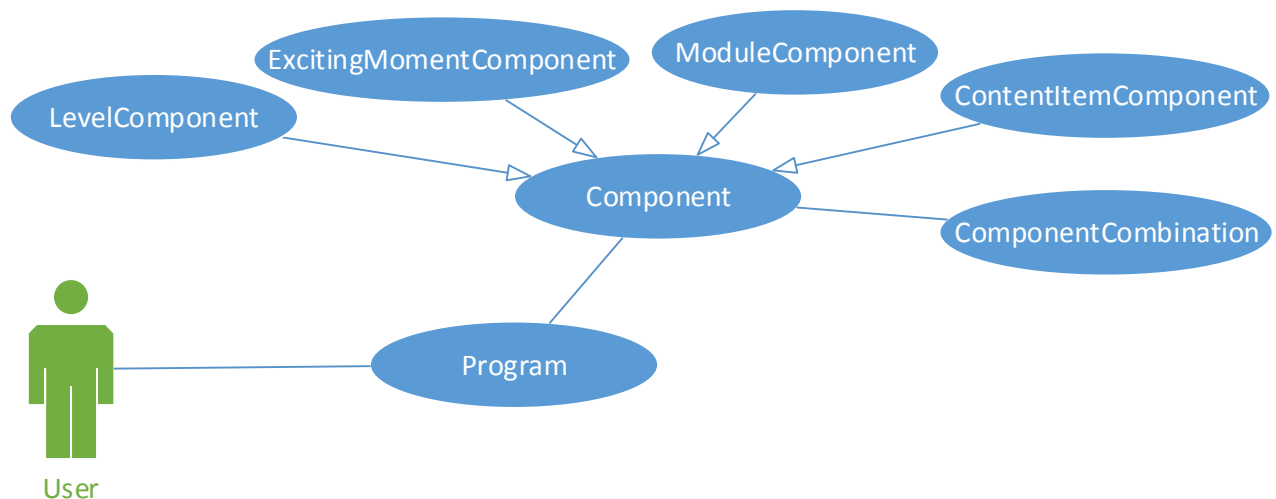 ExcitingMomentComponent
ModuleComponent
LevelComponent
ContentItemComponent
Component
ComponentCombination
Program
User